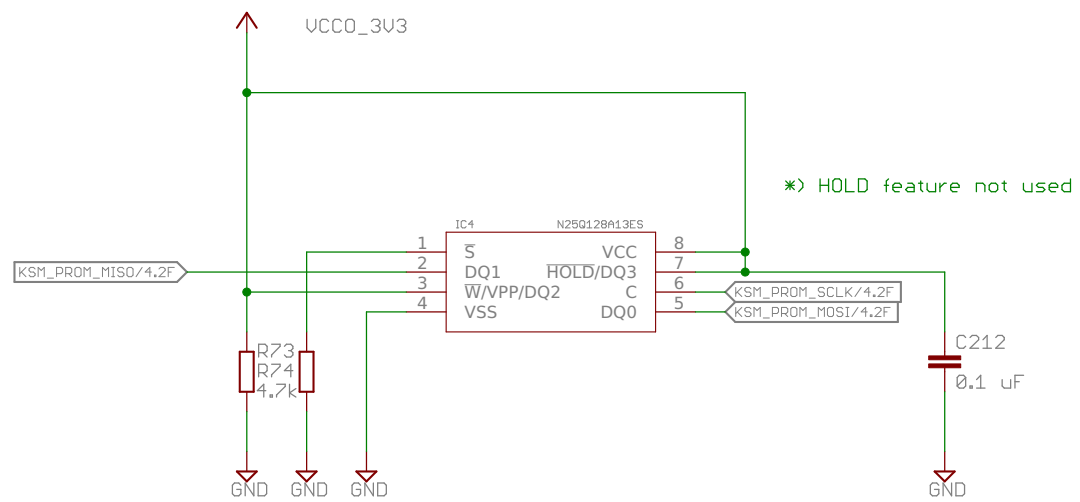 VCCO_3V3
*) HOLD feature not used
IC4 N25Q128A13ES
1 S VCC 8
KSM_PROM_MISO/4.2F 2 DQ1 HOLD/DQ3 7
3 W/VPP/DQ2 C 6 KSM_PROM_SCLK/4.2F
4 VSS DQ0 5 KSM_PROM_MOSI/4.2F
R73
R74
4.7k
C212
0.1 uF
GND GND GND GND